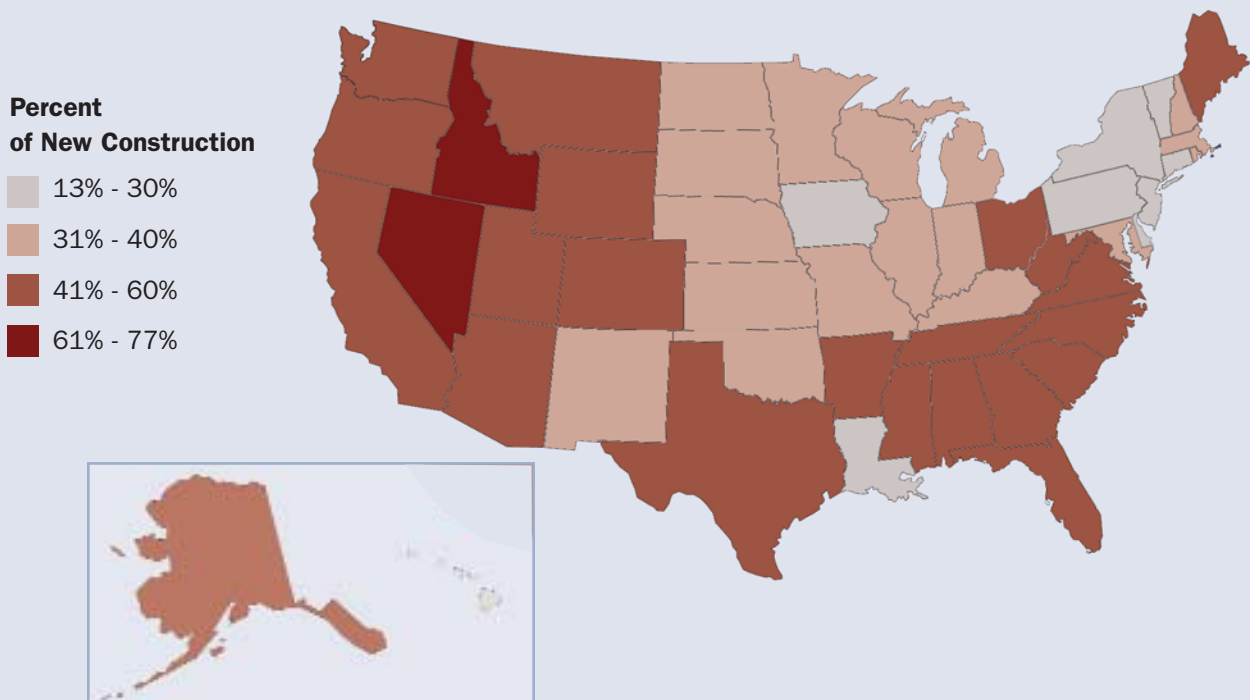 Percent
of New Construction
13% - 30%
31% - 40%
41% - 60%
61% - 77%